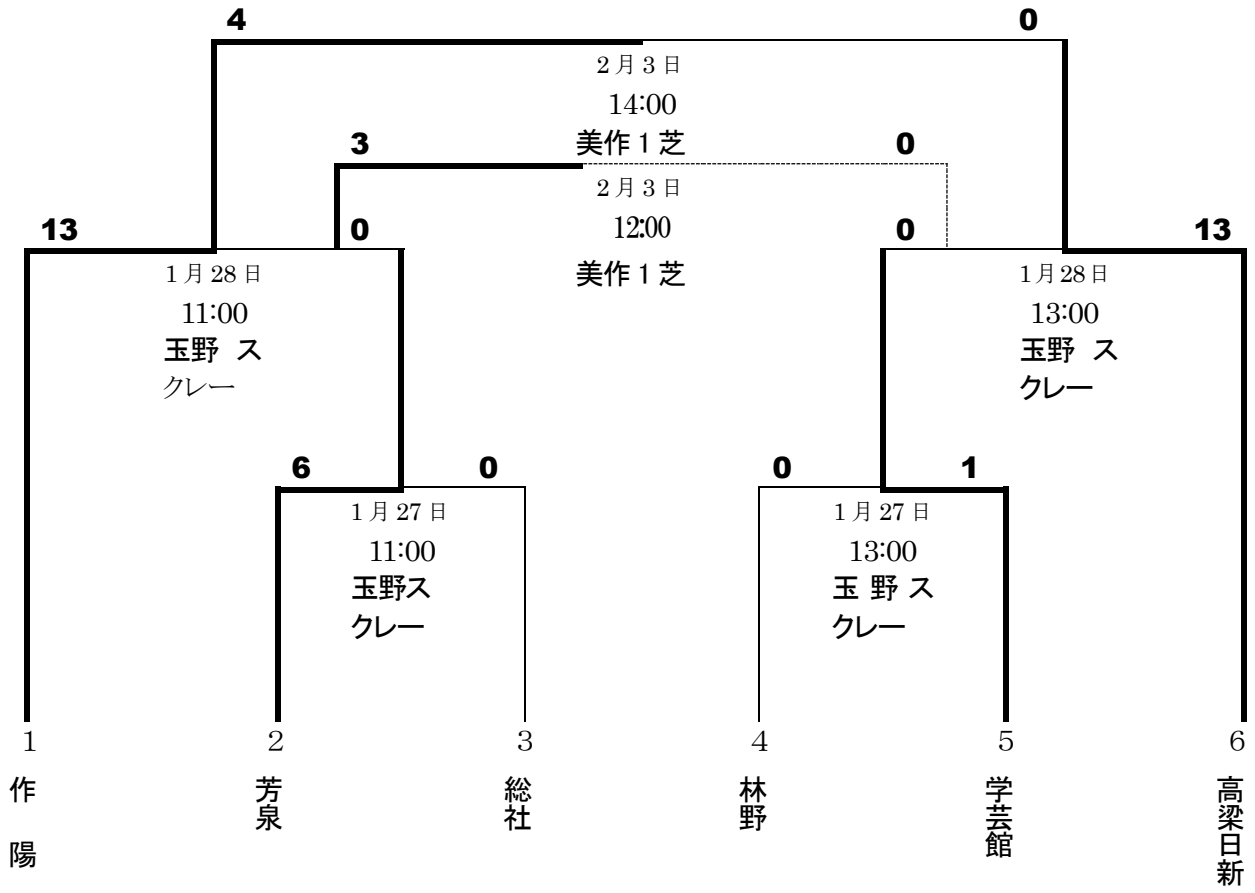 4 0
2月3日
14:00
美作1芝
3 0
2月3日
12:00
美作1芝
13 0 0 13
1月28日
11:00
玉野 ス
クレー
1月28日
13:00
玉野 ス
クレー
6 0 0 1
1月27日
11:00
玉野ス
クレー
1月27日
13:00
玉 野 ス
クレー
1 2 3 4 5 6
作 陽
芳泉
総社
林野
学芸館
高梁日新